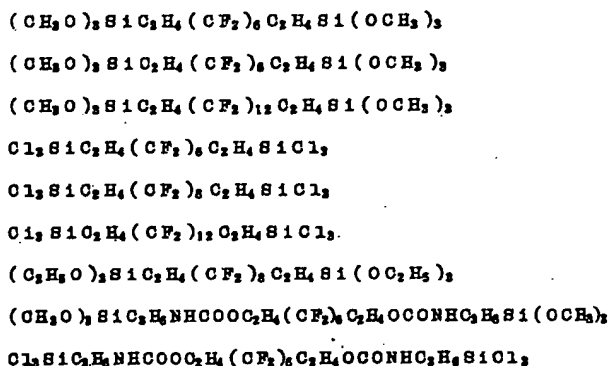 (CH₃O)₃SiC₂H₄(CF₂)₆C₂H₄Si(OCH₃)₃
(CH₃O)₃SiC₂H₄(CF₂)₈C₂H₄Si(OCH₃)₃
(CH₃O)₃SiC₂H₄(CF₂)₁₂C₂H₄Si(OCH₃)₃
Cl₃SiC₂H₄(CF₂)₆C₂H₄SiCl₃
Cl₃SiC₂H₄(CF₂)₈C₂H₄SiCl₃
Cl₃SiC₂H₄(CF₂)₁₂C₂H₄SiCl₃.
(C₂H₅O)₃SiC₂H₄(CF₂)₈C₂H₄Si(OC₂H₅)₃
(CH₃O)₃SiC₃H₆NHCOOC₂H₄(CF₂)₆C₂H₄OCONHC₃H₆Si(OCH₃)₃
Cl₃SiC₃H₆NHCOOC₂H₄(CF₂)₆C₂H₄OCONHC₃H₆SiCl₃